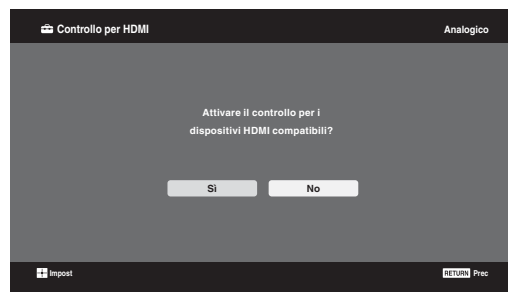 Controllo per HDMI
Analogico
Attivare il controllo per i
dispositivi HDMI compatibili?
Sì
No
Impost
RETURN Prec